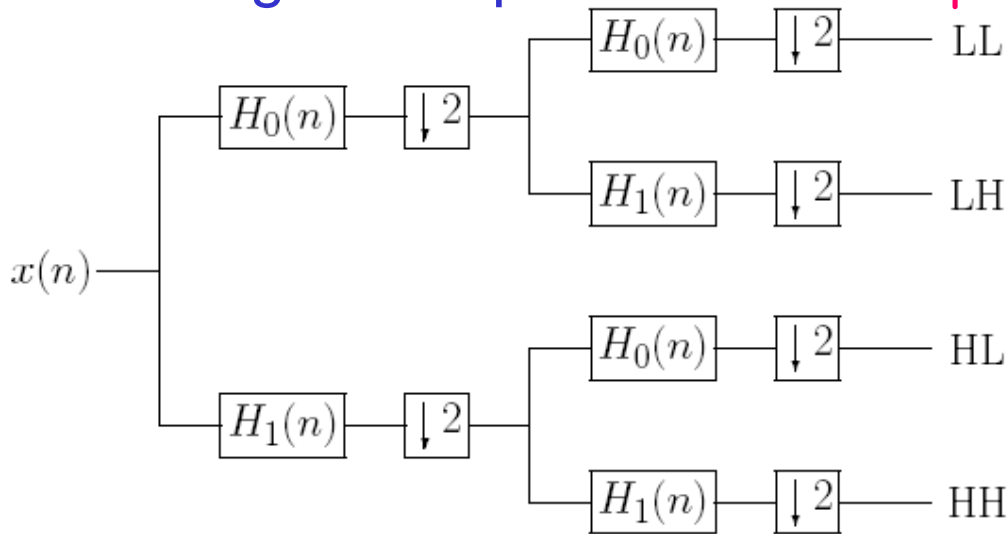 H₀(n) ↓ 2 LL
H₀(n) ↓ 2
H₁(n) ↓ 2 LH
x(n)
H₀(n) ↓ 2 HL
H₁(n) ↓ 2
H₁(n) ↓ 2 HH